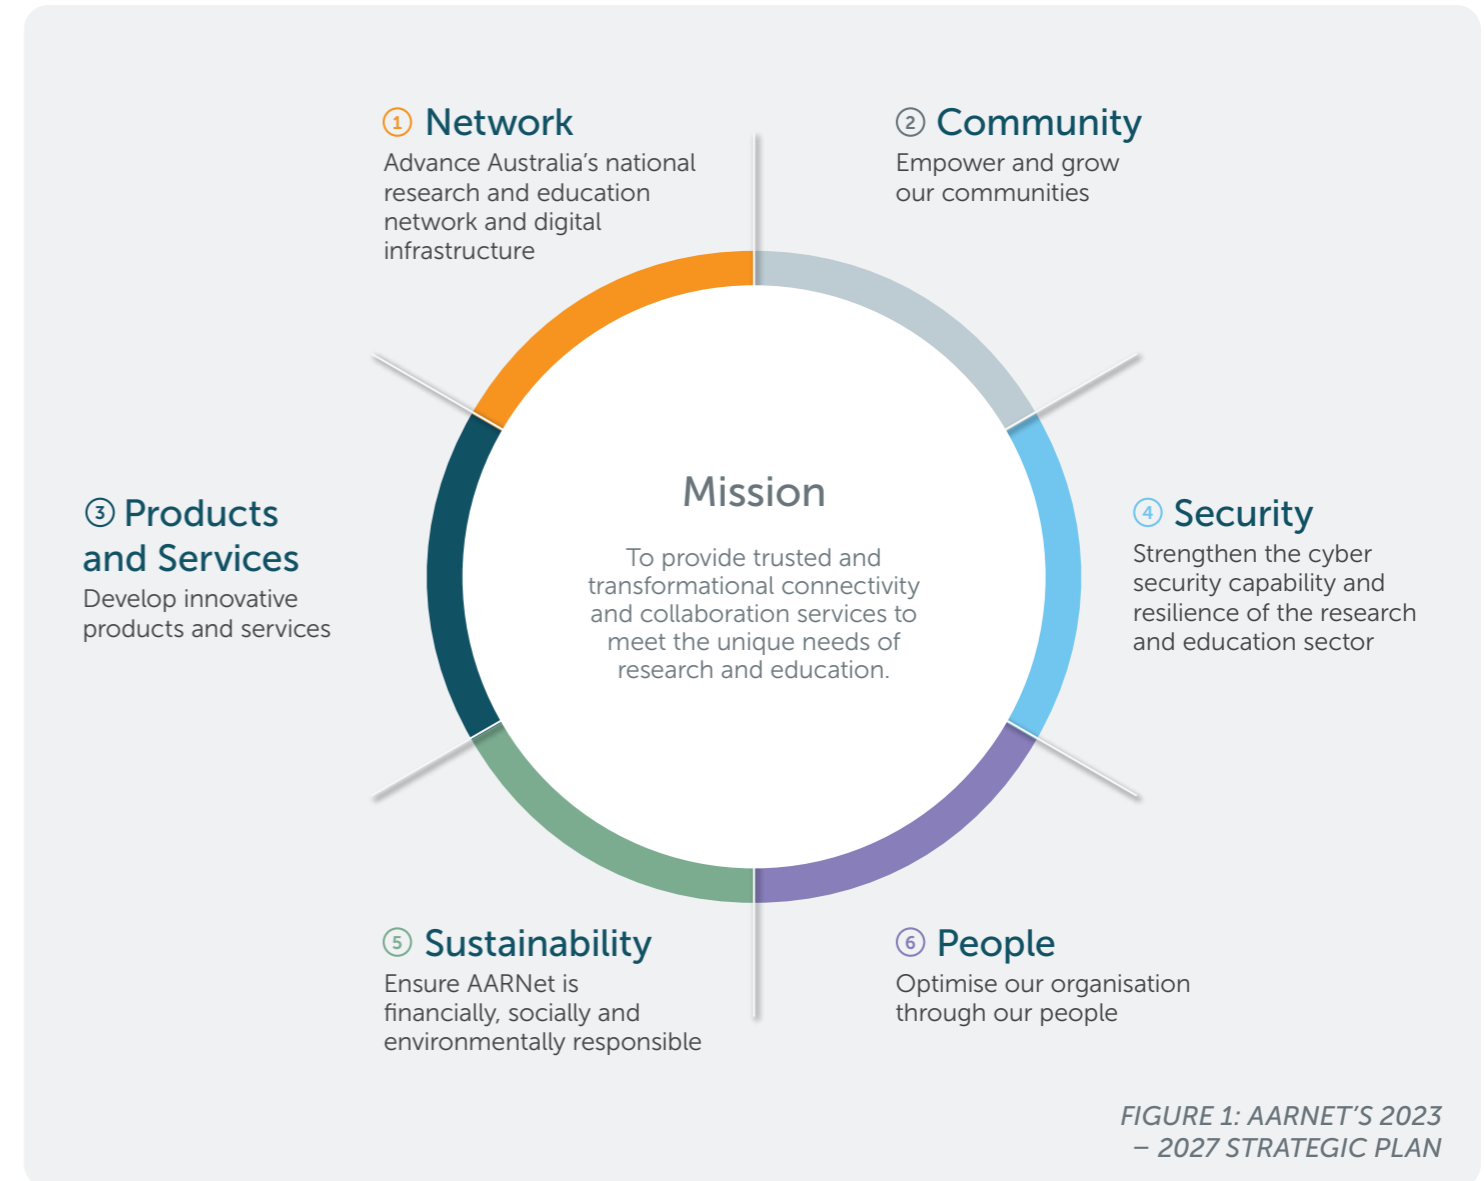 ① Network
Advance Australia’s national
research and education
network and digital
infrastructure
② Community
Empower and grow
our communities
③ Products
and Services
Develop innovative
products and services
Mission
To provide trusted and
transformational connectivity
and collaboration services to
meet the unique needs of
research and education.
④ Security
Strengthen the cyber
security capability and
resilience of the research
and education sector
⑤ Sustainability
Ensure AARNet is
financially, socially and
environmentally responsible
⑥ People
Optimise our organisation
through our people
FIGURE 1: AARNET’S 2023
– 2027 STRATEGIC PLAN